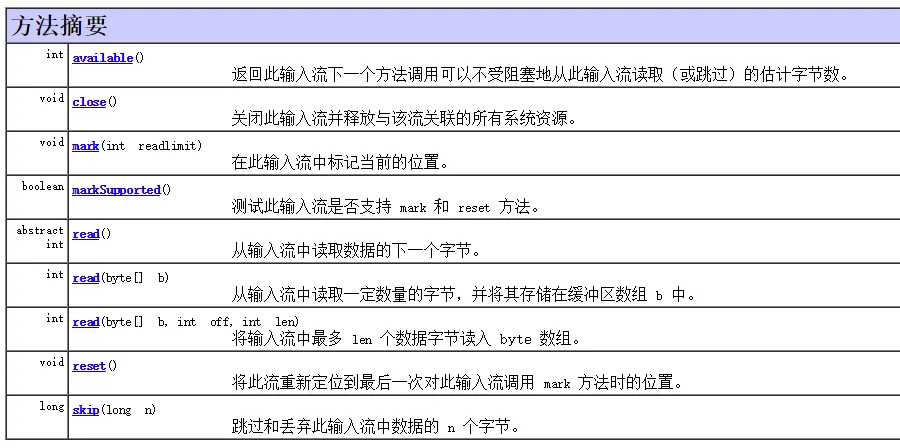 方法摘要
int available()
返回此输入流下一个方法调用可以不受阻塞地从此输入流读取（或跳过）的估计字节数。
void close()
关闭此输入流并释放与该流关联的所有系统资源。
void mark(int readlimit)
在此输入流中标记当前的位置。
boolean markSupported()
测试此输入流是否支持 mark 和 reset 方法。
abstract read()
int
从输入流中读取数据的下一个字节。
int read(byte[] b)
从输入流中读取一定数量的字节，并将其存储在缓冲区数组 b 中。
int read(byte[] b, int off, int len)
将输入流中最多 len 个数据字节读入 byte 数组。
void reset()
将此流重新定位到最后一次对此输入流调用 mark 方法时的位置。
long skip(long n)
跳过和丢弃此输入流中数据的 n 个字节。